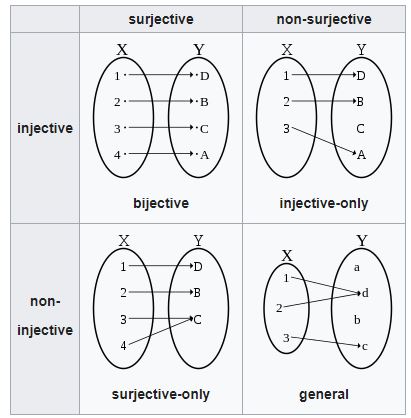 surjective non-surjective
injective
X Y
1 D
2 B
3 C
4 A
bijective
X Y
1 D
2 B
3 C
A
injective-only
non-
injective
X Y
1 D
2 B
3 C
4
surjective-only
X Y
a
1 d
2 b
3 c
general